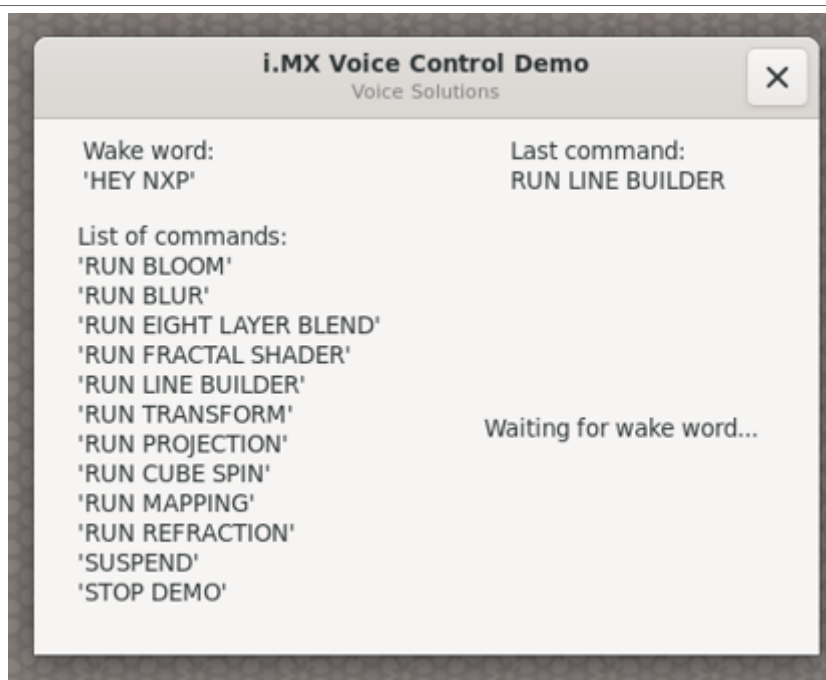 i.MX Voice Control Demo
Voice Solutions
Wake word:
'HEY NXP'
Last command:
RUN LINE BUILDER
List of commands:
'RUN BLOOM'
'RUN BLUR'
'RUN EIGHT LAYER BLEND'
'RUN FRACTAL SHADER'
'RUN LINE BUILDER'
'RUN TRANSFORM'
'RUN PROJECTION'
'RUN CUBE SPIN'
'RUN MAPPING'
'RUN REFRACTION'
'SUSPEND'
'STOP DEMO'
Waiting for wake word...